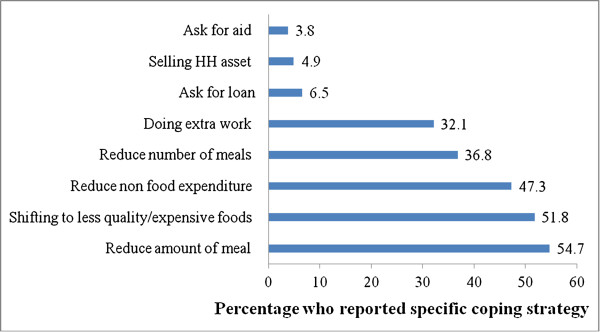 Ask for aid 3.8
Selling HH asset 4.9
Ask for loan 6.5
Doing extra work 32.1
Reduce number of meals 36.8
Reduce non food expenditure 47.3
Shifting to less quality/expensive foods 51.8
Reduce amount of meal 54.7
0 10 20 30 40 50 60
Percentage who reported specific coping strategy